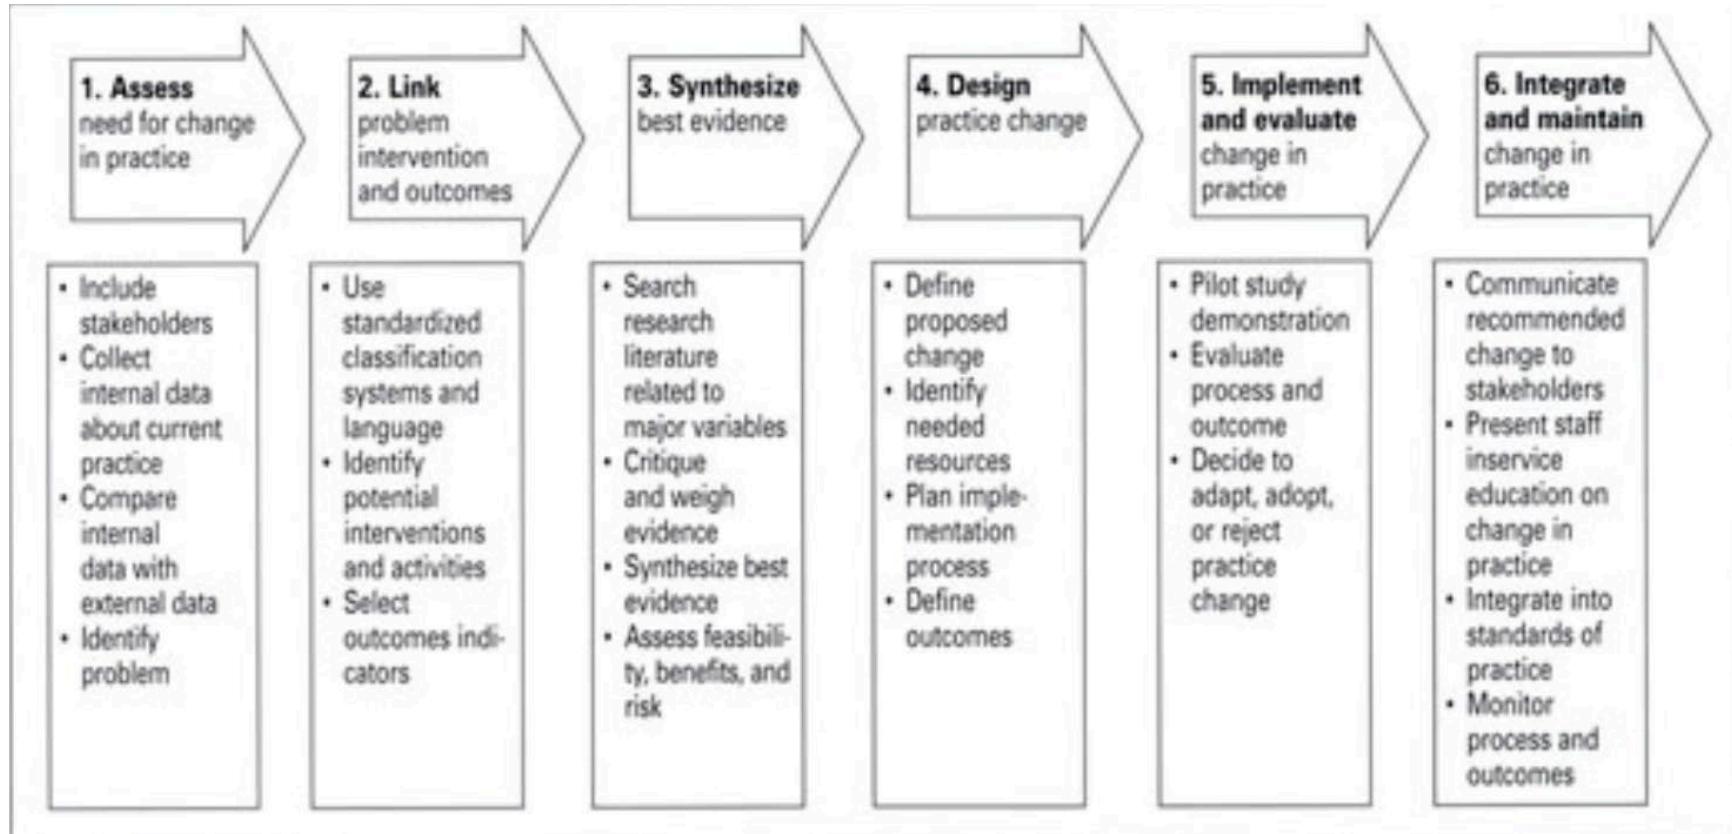 1. Assess
need for change
in practice
2. Link
problem
intervention
and outcomes
3. Synthesize
best evidence
4. Design
practice change
5. Implement
and evaluate
change in
practice
6. Integrate
and maintain
change in
practice
• Include
stakeholders
• Collect
internal data
about current
practice
• Compare
internal
data with
external data
• Identify
problem
• Use
standardized
classification
systems and
language
• Identify
potential
interventions
and activities
• Select
outcomes indi-
cators
• Search
research
literature
related to
major variables
• Critique
and weigh
evidence
• Synthesize best
evidence
• Assess feasibili-
ty, benefits, and
risk
• Define
proposed
change
• Identify
needed
resources
• Plan imple-
mentation
process
• Define
outcomes
• Pilot study
demonstration
• Evaluate
process and
outcome
• Decide to
adapt, adopt,
or reject
practice
change
• Communicate
recommended
change to
stakeholders
• Present staff
inservice
education on
change in
practice
• Integrate into
standards of
practice
• Monitor
process and
outcomes